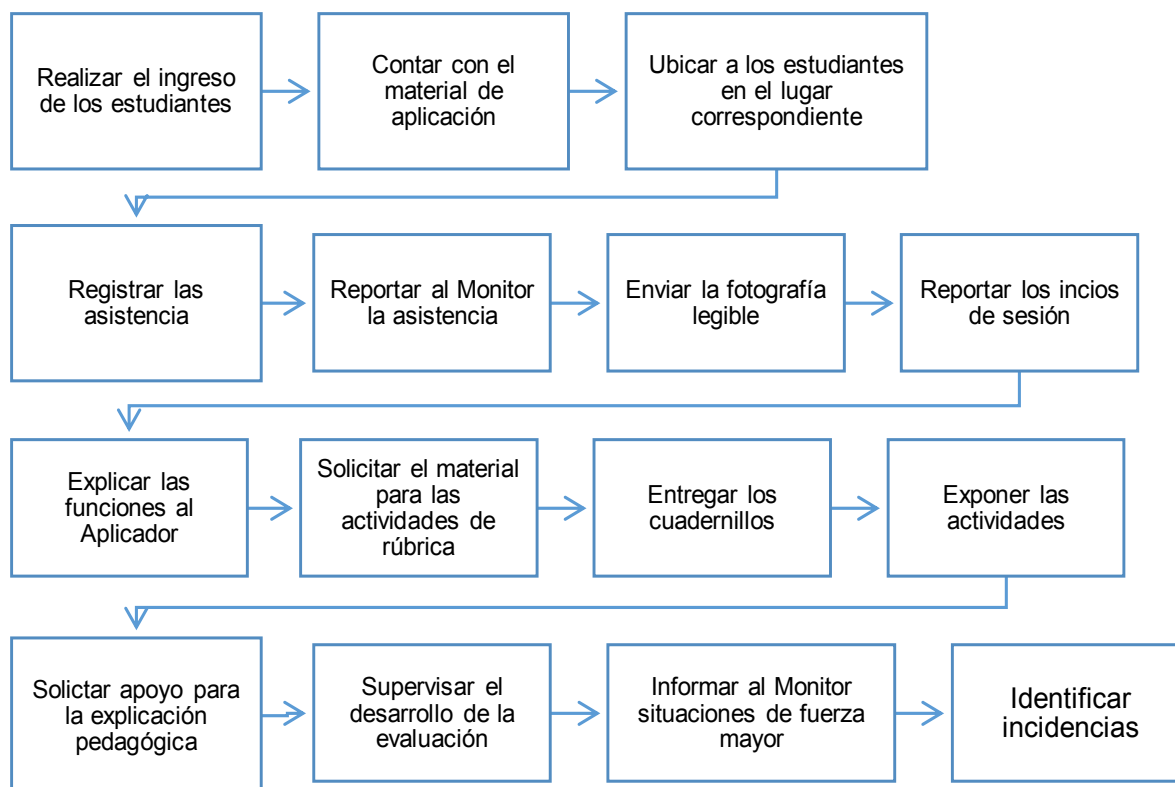 Realizar el ingreso
de los estudiantes
Contar con el
material de
aplicación
Ubicar a los estudiantes
en el lugar
correspondiente
Registrar las
asistencia
Reportar al Monitor
la asistencia
Enviar la fotografía
legible
Reportar los incios
de sesión
Explicar las
funciones al
Aplicador
Solicitar el material
para las
actividades de
rúbrica
Entregar los
cuadernillos
Exponer las
actividades
Solictar apoyo para
la explicación
pedagógica
Supervisar el
desarrollo de la
evaluación
Informar al Monitor
situaciones de fuerza
mayor
Identificar
incidencias